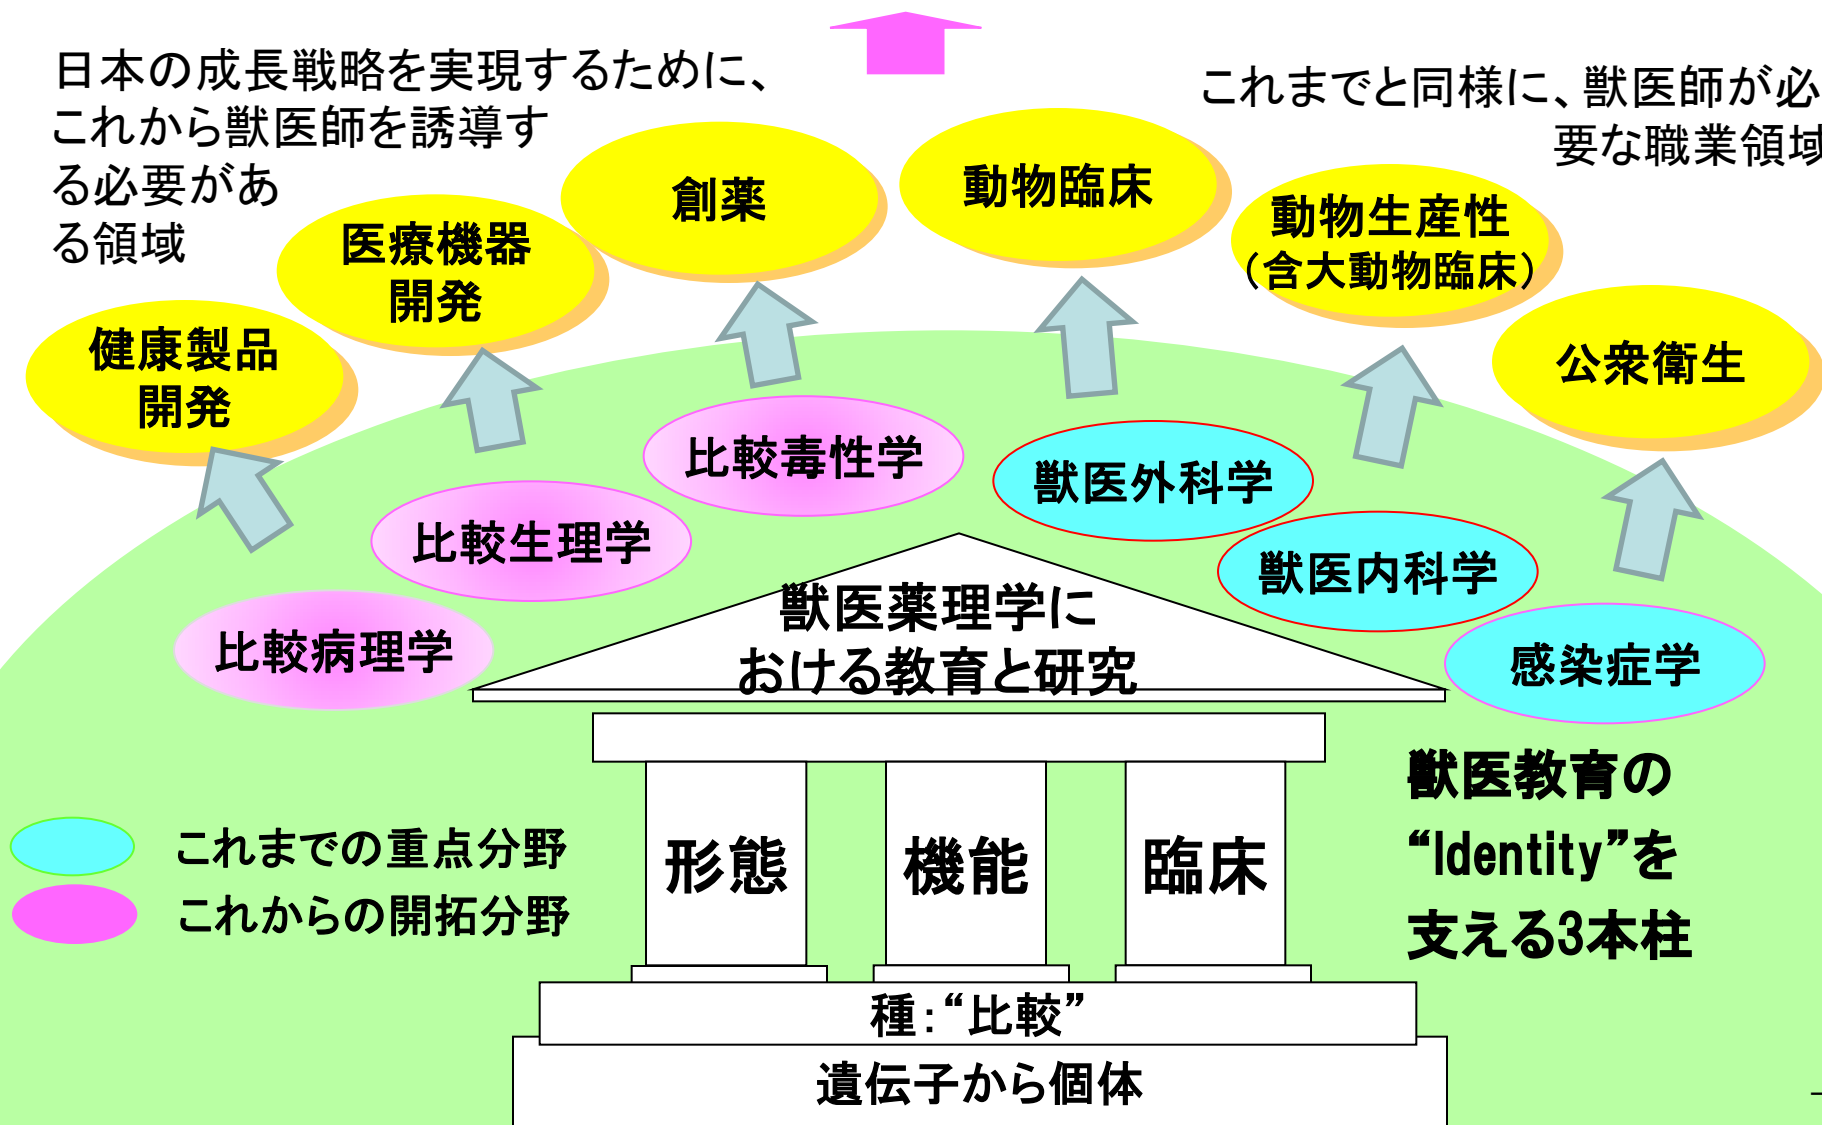 日本の成長戦略を実現するために、
これから獣医師を誘導す
る必要があ
る領域
これまでと同様に、獣医師が必
要な職業領域
創薬
動物臨床
動物生産性
（含大動物臨床）
医療機器
開発
健康製品
開発
公衆衛生
比較毒性学
獣医外科学
比較生理学
獣医内科学
比較病理学
感染症学
獣医薬理学に
おける教育と研究
獣医教育の
“Identity”を
支える3本柱
これまでの重点分野
これからの開拓分野
形態
機能
臨床
種：“比較”
遺伝子から個体